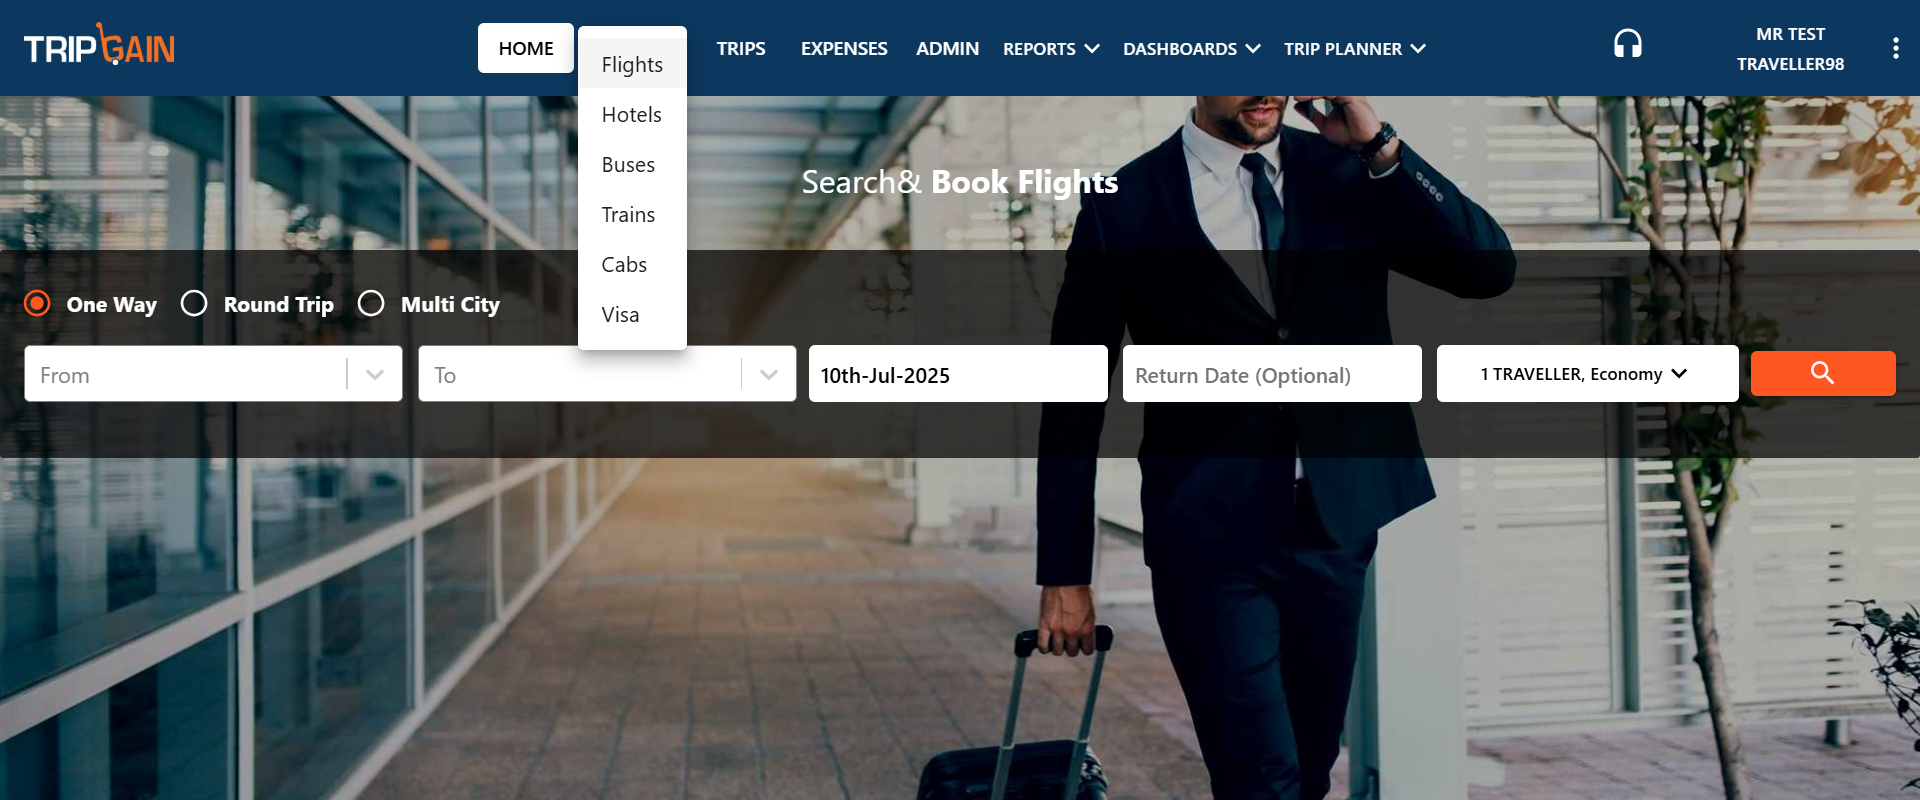 TRIPGAIN
HOME
TRIPS
EXPENSES
ADMIN
REPORTS
DASHBOARDS
TRIP PLANNER
MR TEST
TRAVELLER98
Flights
Hotels
Buses
Trains
Cabs
Visa
Search& Book Flights
One Way
Round Trip
Multi City
From
To
10th-Jul-2025
Return Date (Optional)
1 TRAVELLER, Economy